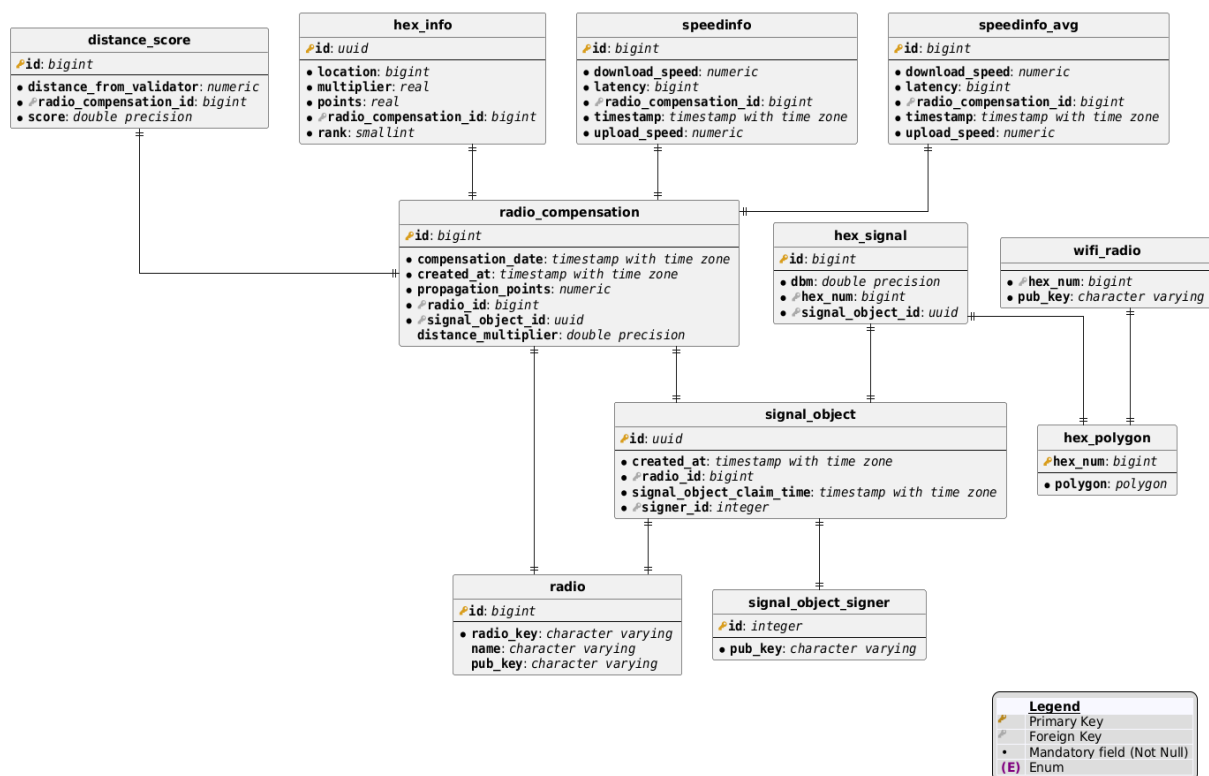 distance_score
id: bigint
distance_from_validator: numeric
radio_compensation_id: bigint
score: double precision
hex_info
id: uuid
location: bigint
multiplier: real
points: real
radio_compensation_id: bigint
rank: smallint
speedinfo
id: bigint
download_speed: numeric
latency: bigint
radio_compensation_id: bigint
timestamp: timestamp with time zone
upload_speed: numeric
speedinfo_avg
id: bigint
download_speed: numeric
latency: bigint
radio_compensation_id: bigint
timestamp: timestamp with time zone
upload_speed: numeric
radio_compensation
id: bigint
compensation_date: timestamp with time zone
created_at: timestamp with time zone
propagation_points: numeric
radio_id: bigint
signal_object_id: uuid
distance_multiplier: double precision
hex_signal
id: bigint
dbm: double precision
hex_num: bigint
signal_object_id: uuid
wifi_radio
hex_num: bigint
pub_key: character varying
signal_object
id: uuid
created_at: timestamp with time zone
radio_id: bigint
signal_object_claim_time: timestamp with time zone
signer_id: integer
hex_polygon
hex_num: bigint
polygon: polygon
radio
id: bigint
radio_key: character varying
name: character varying
pub_key: character varying
signal_object_signer
id: integer
pub_key: character varying
Legend
Primary Key
Foreign Key
• Mandatory field (Not Null)
(E) Enum